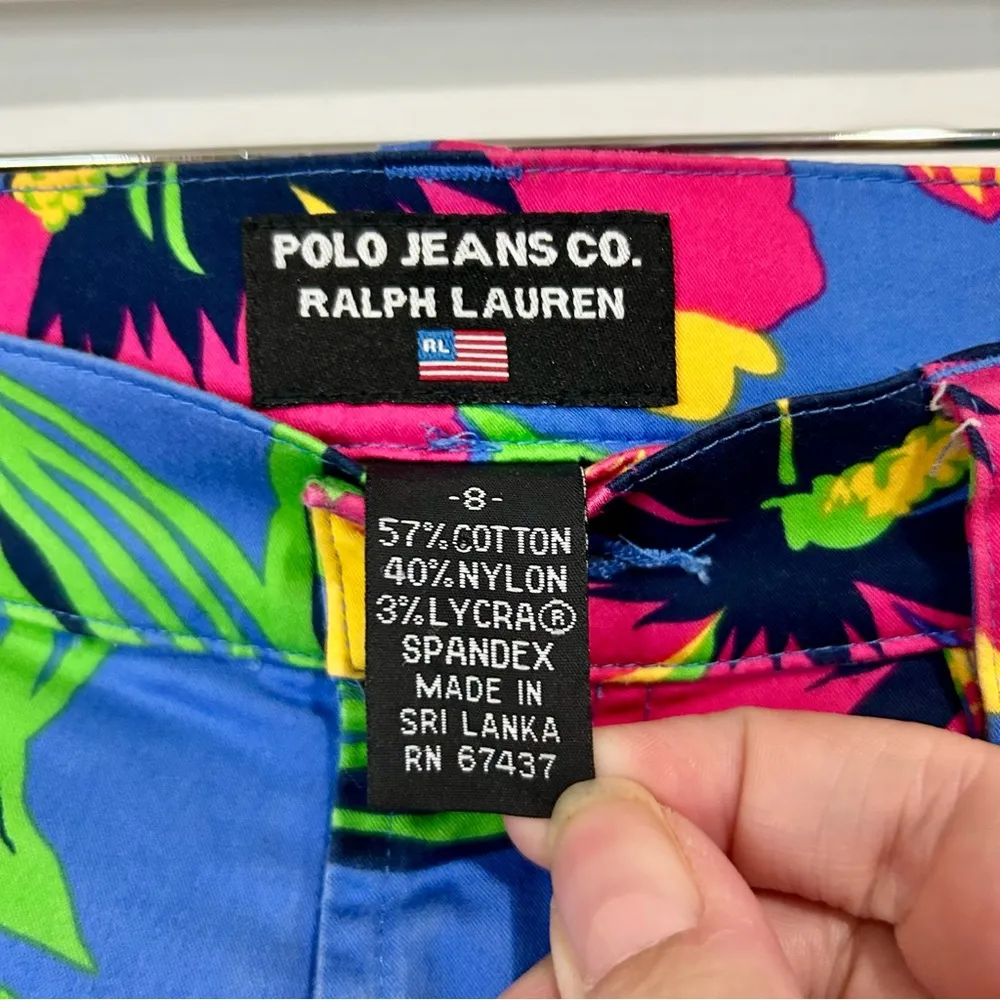 POLO JEANS CO.
RALPH LAUREN
RL
-8-
57% COTTON
40% NYLON
3% LYCRA®
SPANDEX
MADE IN
SRI LANKA
RN 67437